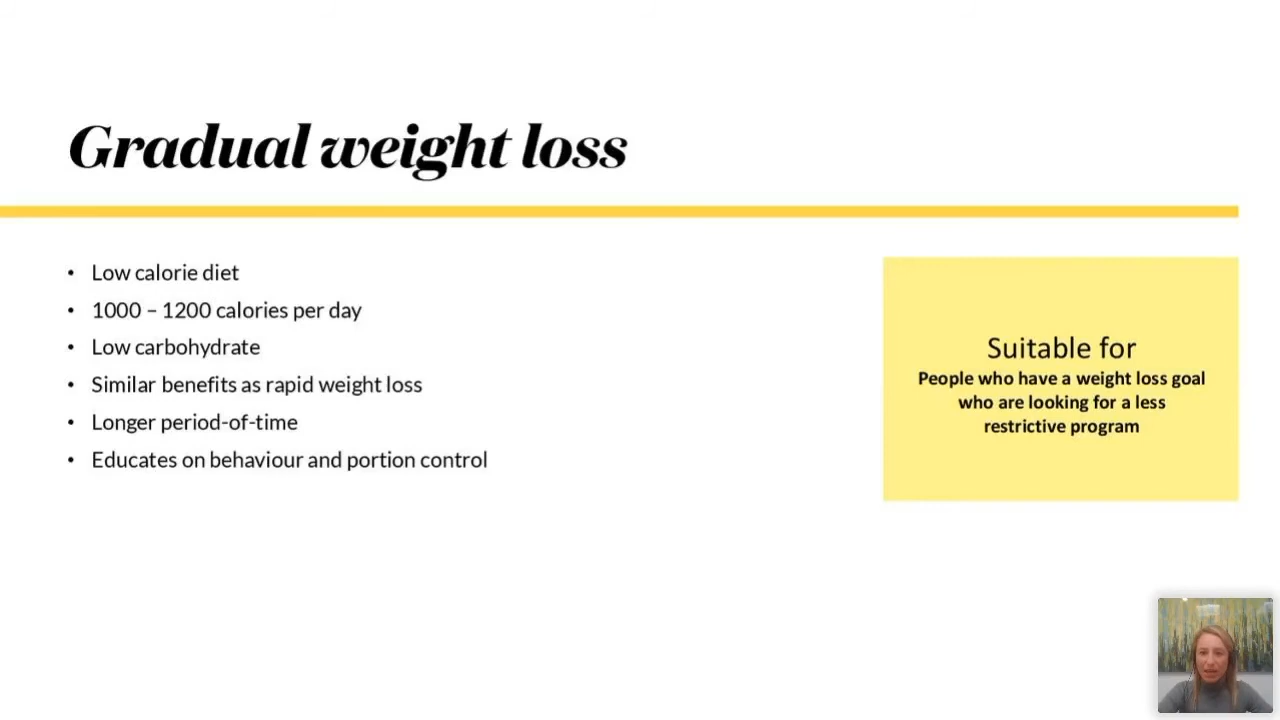 Gradual weight loss
• Low calorie diet
• 1000 – 1200 calories per day
• Low carbohydrate
• Similar benefits as rapid weight loss
• Longer period-of-time
• Educates on behaviour and portion control
Suitable for
People who have a weight loss goal
who are looking for a less
restrictive program